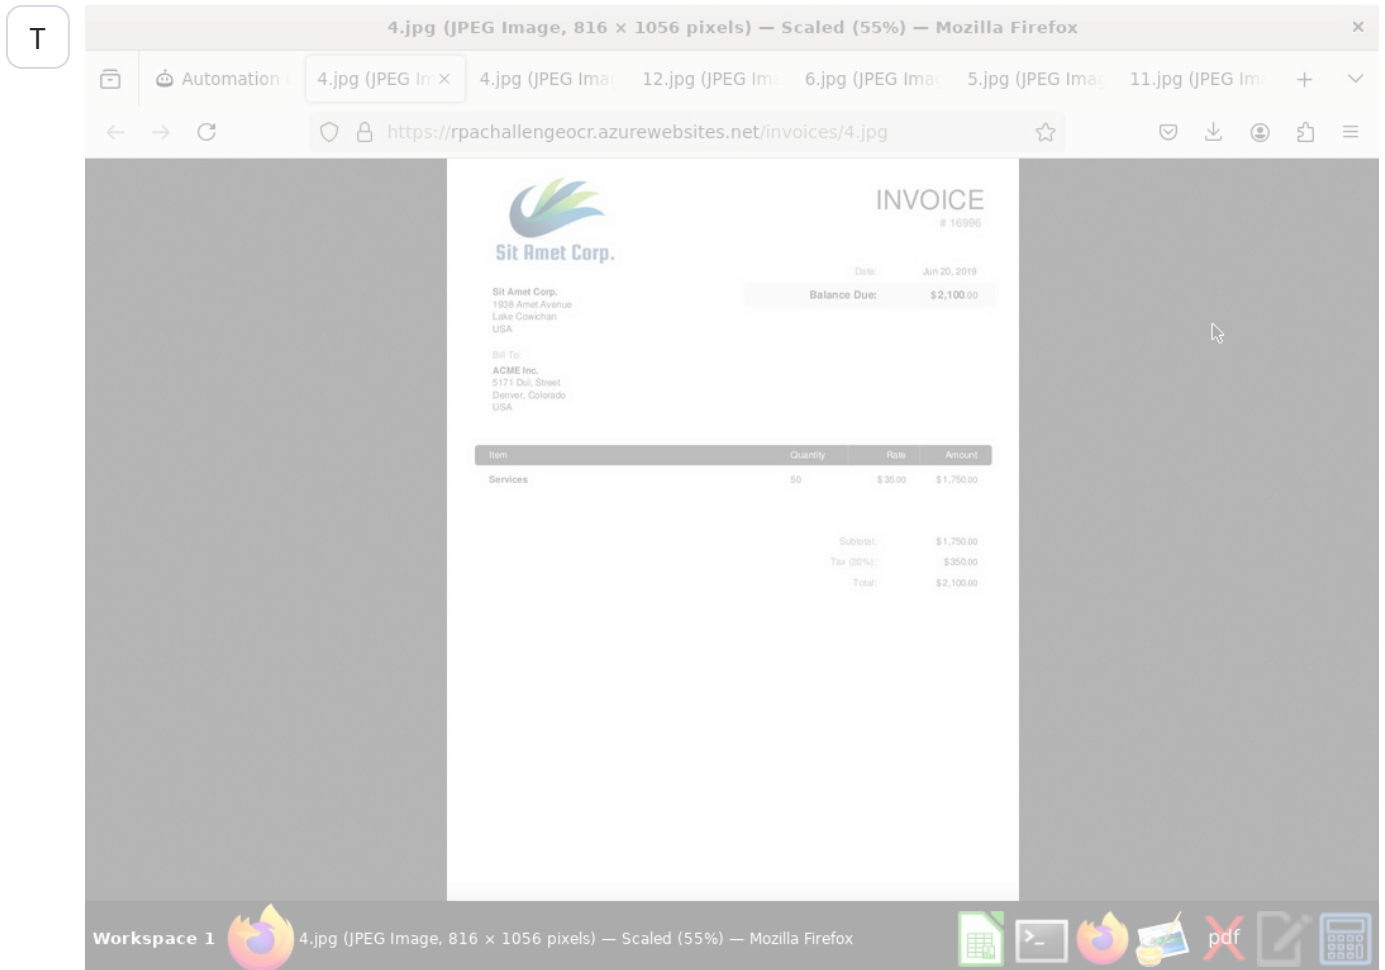 T
4.jpg (JPEG Image, 816 × 1056 pixels) — Scaled (55%) — Mozilla Firefox
Automation 4.jpg (JPEG Im 4.jpg (JPEG Ima 12.jpg (JPEG Im 6.jpg (JPEG Imag 5.jpg (JPEG Imag 11.jpg (JPEG Im
https://rpachallengeocr.azurewebsites.net/invoices/4.jpg
INVOICE
# 16996
Sit Amet Corp.
Date: Jun 20, 2019
Balance Due: $2,100.00
Sit Amet Corp.
1938 Amet Avenue
Lake Cowichan
USA
Bill To:
ACME Inc.
5171 Dui, Street
Denver, Colorado
USA
Item Quantity Rate Amount
Services 50 $35.00 $1,750.00
Subtotal: $1,750.00
Tax (20%): $350.00
Total: $2,100.00
Workspace 1 4.jpg (JPEG Image, 816 × 1056 pixels) — Scaled (55%) — Mozilla Firefox pdf